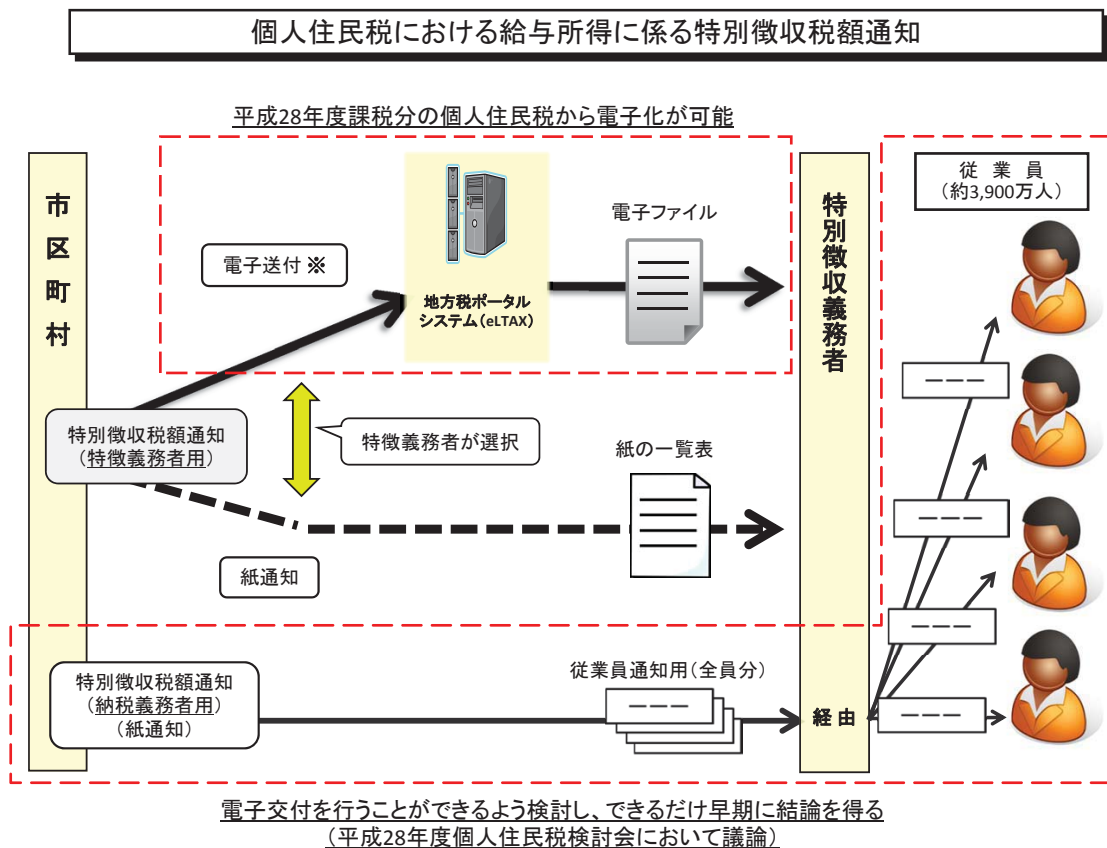 個人住民税における給与所得に係る特別徴収税額通知
平成28年度課税分の個人住民税から電子化が可能
市区町村
電子送付 ※
地方税ポータル
システム(eLTAX)
電子ファイル
特別徴収義務者
従 業 員
(約3,900万人)
特別徴収税額通知
(特徴義務者用)
特徴義務者が選択
紙の一覧表
紙通知
特別徴収税額通知
(納税義務者用)
(紙通知)
従業員通知用(全員分)
経 由
電子交付を行うことができるよう検討し、できるだけ早期に結論を得る
(平成28年度個人住民税検討会において議論)